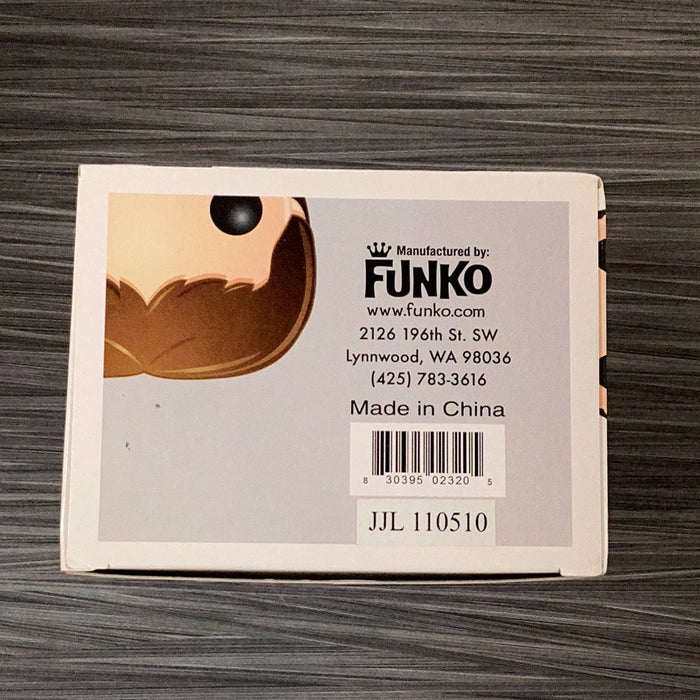 Manufactured by:
FUNKO
www.funko.com
2126 196th St. SW
Lynnwood, WA 98036
(425) 783-3616
Made in China
8 30395 02320 5
JJL 110510